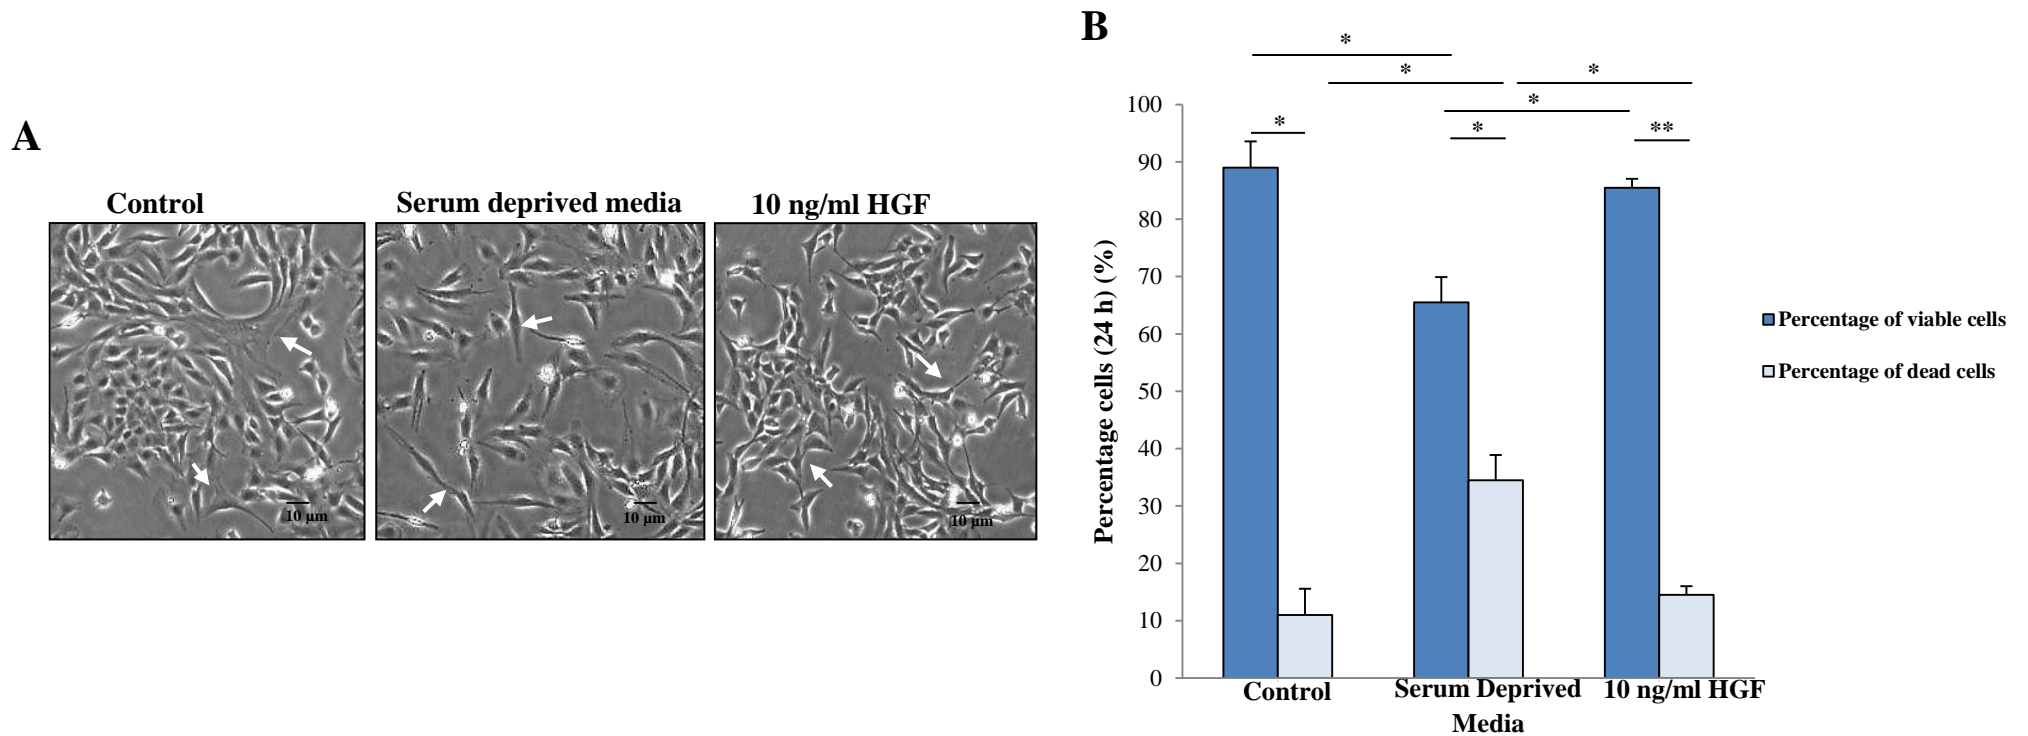 A
Control
Serum deprived media
10 ng/ml HGF
10 μm
10 μm
10 μm
B
*
*
*
*
*
*
**
Percentage cells (24 h) (%)
100
90
80
70
60
50
40
30
20
10
0
Control
Serum Deprived
Media
10 ng/ml HGF
Percentage of viable cells
Percentage of dead cells